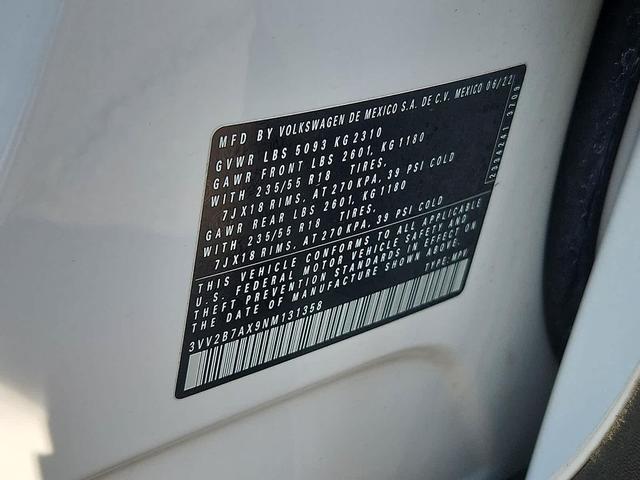 MFD BY VOLKSWAGEN DE MEXICO S.A. DE C.V. MEXICO 06/22
GVWR LBS 5093 KG 2310
GAWR FRONT LBS 2601, KG 1180
WITH 235/55 R18 TIRES,
7JX18 RIMS, AT 270 KPA, 39 PSI COLD
GAWR REAR LBS 2601, KG 1180
WITH 235/55 R18 TIRES,
7JX18 RIMS, AT 270 KPA, 39 PSI COLD
THIS VEHICLE CONFORMS TO ALL APPLICABLE
U.S. FEDERAL MOTOR VEHICLE SAFETY AND
THEFT PREVENTION STANDARDS IN EFFECT ON
THE DATE OF MANUFACTURE SHOWN ABOVE.
3VV2B7AX9NM131358 TYPE: MPV